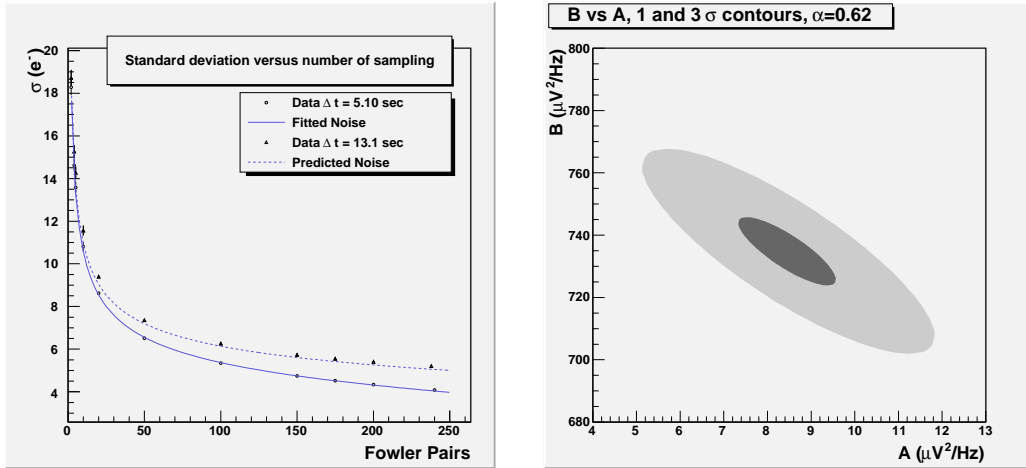 Standard deviation versus number of sampling
σ (e⁻)
Data Δ t = 5.10 sec
Fitted Noise
Data Δ t = 13.1 sec
Predicted Noise
20
18
16
14
12
10
8
6
4
0 50 100 150 200 250
Fowler Pairs
B vs A, 1 and 3 σ contours, α=0.62
B (μV²/Hz)
800
780
760
740
720
700
680
4 5 6 7 8 9 10 11 12 13
A (μV²/Hz)